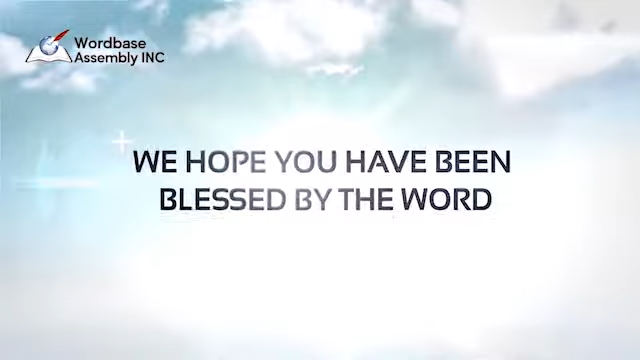 Wordbase
Assembly INC
WE HOPE YOU HAVE BEEN
BLESSED BY THE WORD